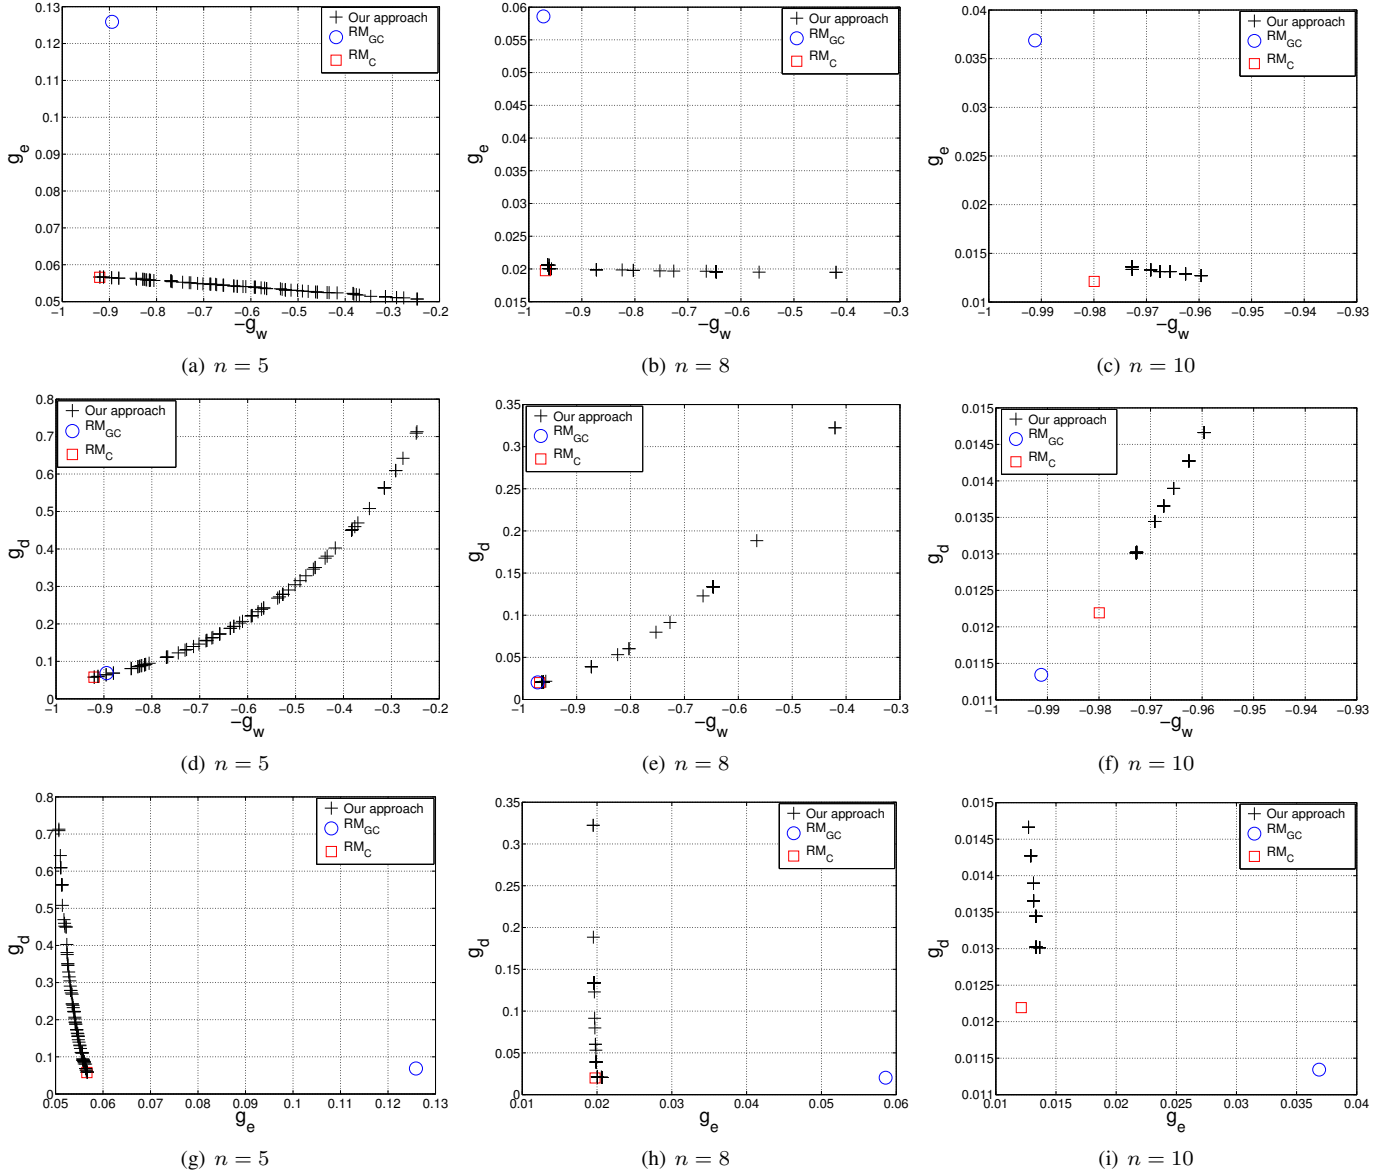 0.13
0.12
0.11
0.1
0.09
0.08
0.07
0.06
0.05
g_e
−1 −0.9 −0.8 −0.7 −0.6 −0.5 −0.4 −0.3 −0.2
−g_w
Our approach
RM_GC
RM_C
(a) n = 5
0.06
0.055
0.05
0.045
0.04
0.035
0.03
0.025
0.02
0.015
g_e
−1 −0.9 −0.8 −0.7 −0.6 −0.5 −0.4 −0.3
−g_w
Our approach
RM_GC
RM_C
(b) n = 8
0.04
0.035
0.03
0.025
0.02
0.015
0.01
g_e
−1 −0.99 −0.98 −0.97 −0.96 −0.95 −0.94 −0.93
−g_w
Our approach
RM_GC
RM_C
(c) n = 10
0.8
0.7
0.6
0.5
0.4
0.3
0.2
0.1
0
g_d
−1 −0.9 −0.8 −0.7 −0.6 −0.5 −0.4 −0.3 −0.2
−g_w
Our approach
RM_GC
RM_C
(d) n = 5
0.35
0.3
0.25
0.2
0.15
0.1
0.05
0
g_d
−1 −0.9 −0.8 −0.7 −0.6 −0.5 −0.4 −0.3
−g_w
Our approach
RM_GC
RM_C
(e) n = 8
0.015
0.0145
0.014
0.0135
0.013
0.0125
0.012
0.0115
0.011
g_d
−1 −0.99 −0.98 −0.97 −0.96 −0.95 −0.94 −0.93
−g_w
Our approach
RM_GC
RM_C
(f) n = 10
0.8
0.7
0.6
0.5
0.4
0.3
0.2
0.1
0
g_d
0.05 0.06 0.07 0.08 0.09 0.1 0.11 0.12 0.13
g_e
Our approach
RM_GC
RM_C
(g) n = 5
0.35
0.3
0.25
0.2
0.15
0.1
0.05
0
g_d
0.01 0.02 0.03 0.04 0.05 0.06
g_e
Our approach
RM_GC
RM_C
(h) n = 8
0.015
0.0145
0.014
0.0135
0.013
0.0125
0.012
0.0115
0.011
g_d
0.01 0.015 0.02 0.025 0.03 0.035 0.04
g_e
Our approach
RM_GC
RM_C
(i) n = 10